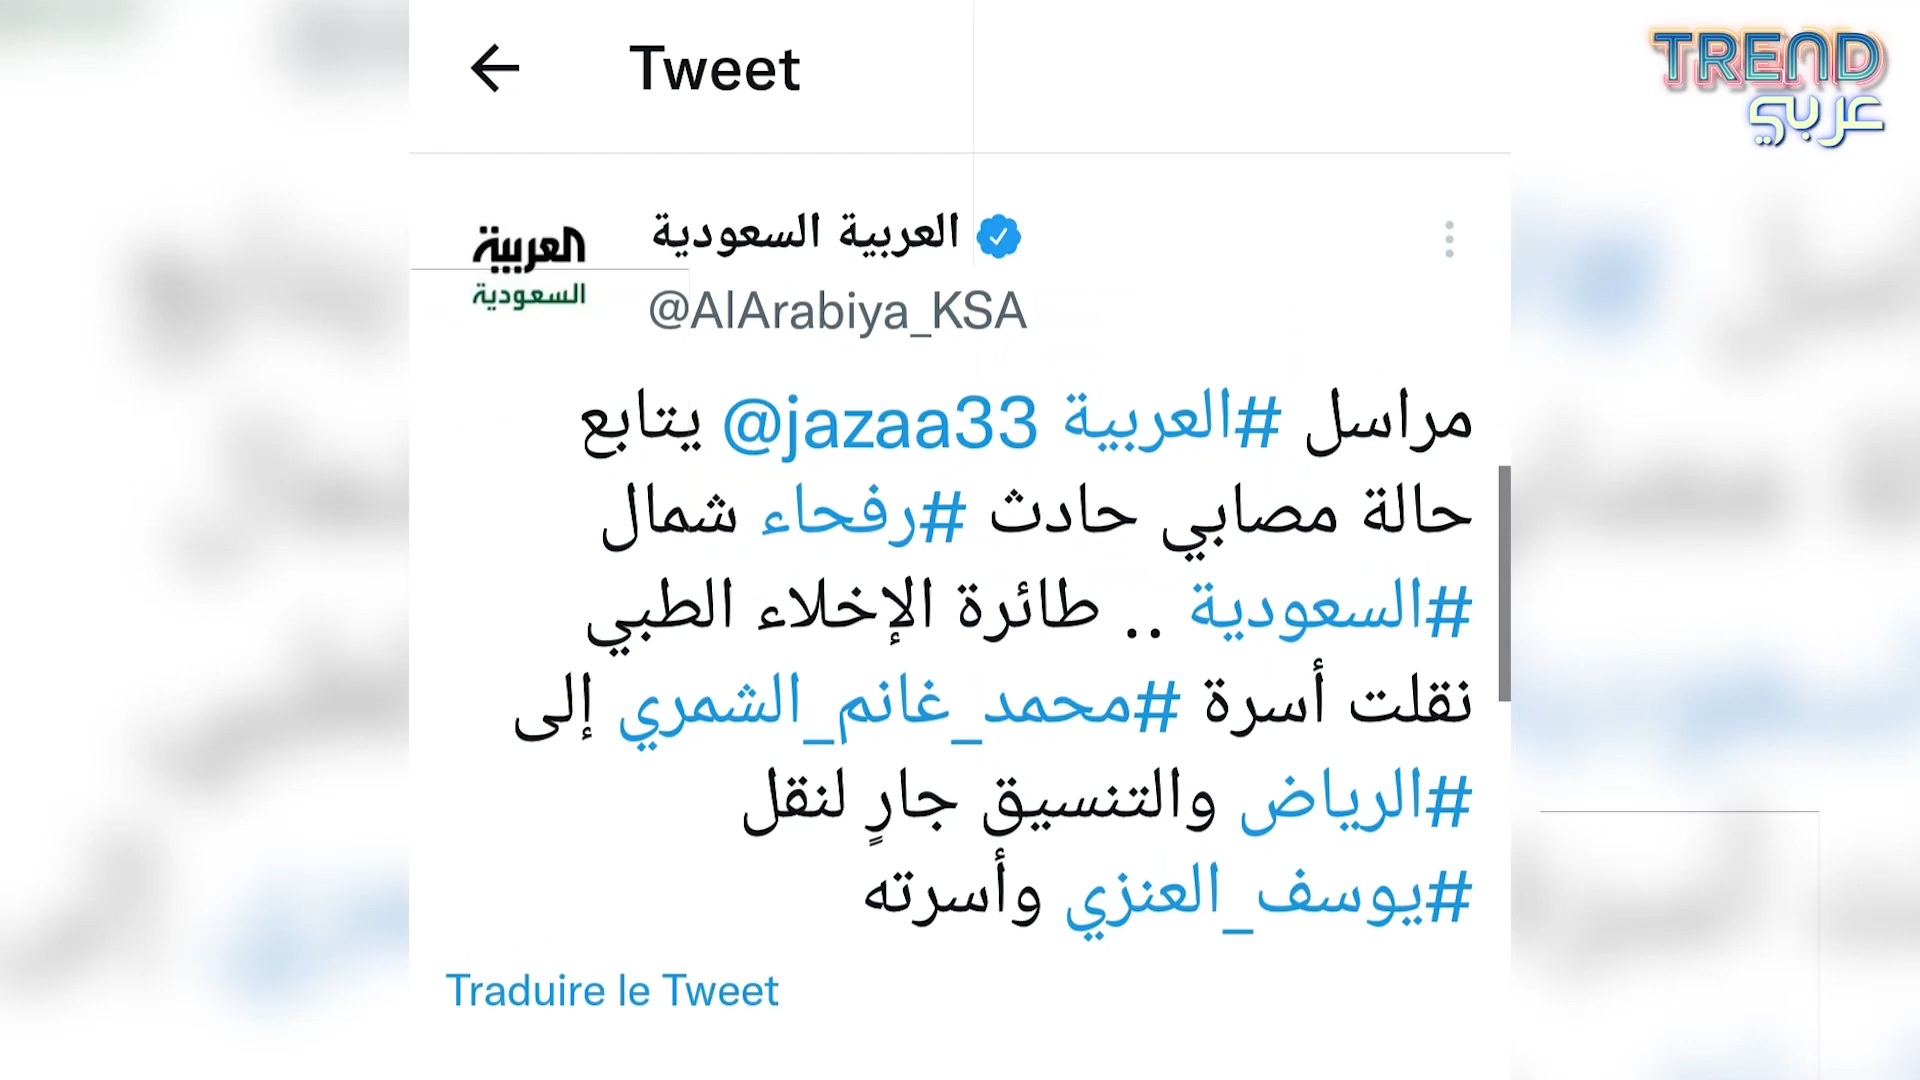 Tweet
TREND
عربي
العربية السعودية
العربية
السعودية
@AlArabiya_KSA
مراسل #العربية @jazaa33 يتابع
حالة مصابي حادث #رفحاء شمال
#السعودية .. طائرة الإخلاء الطبي
نقلت أسرة #محمد_غانم_الشمري إلى
#الرياض والتنسيق جارٍ لنقل
#يوسف_العنزي وأسرته
Traduire le Tweet